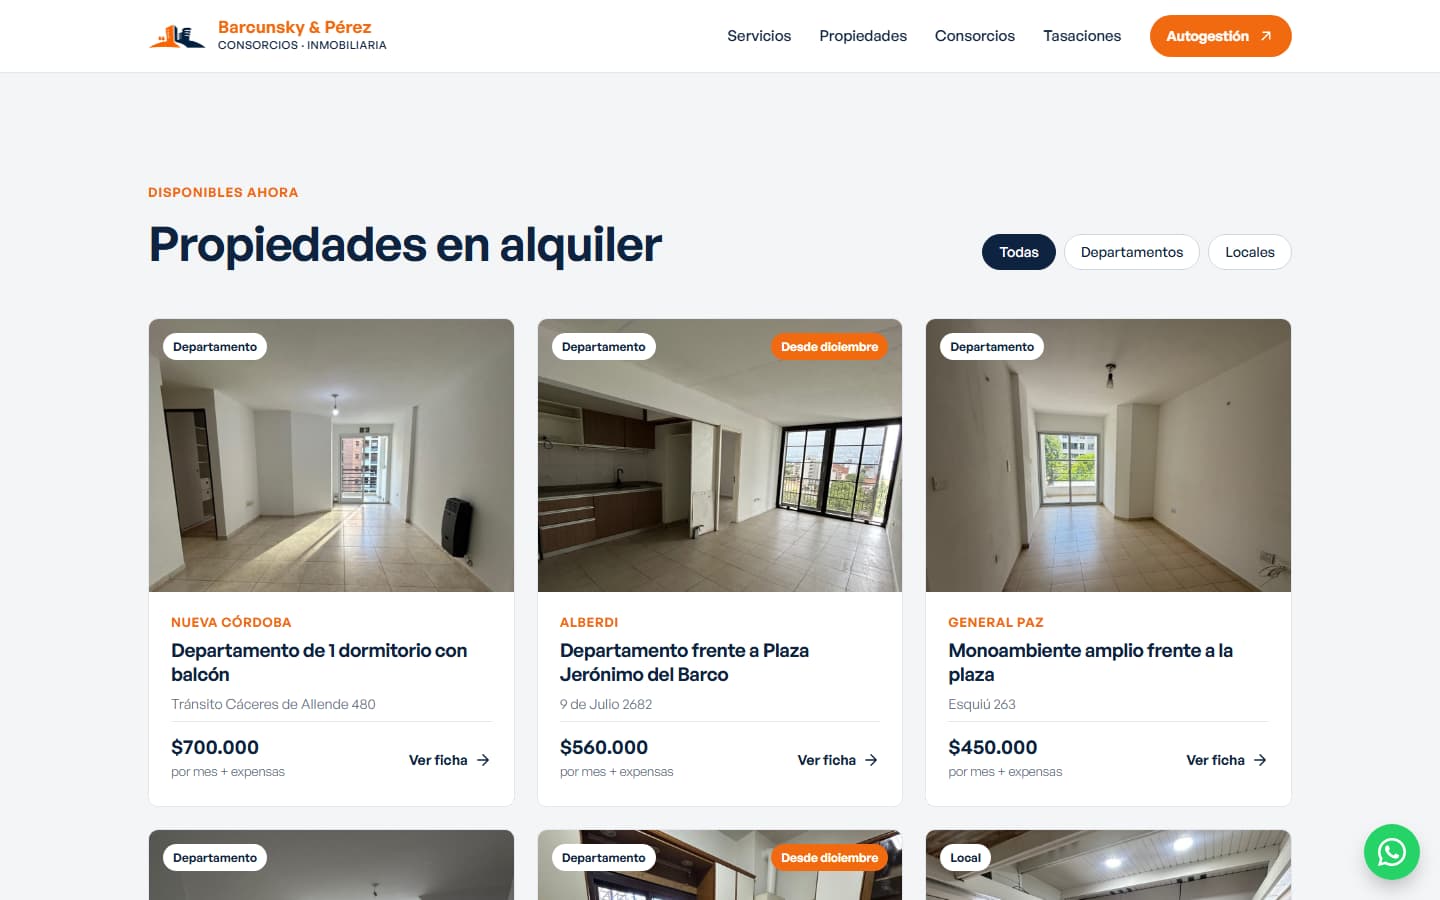 Barcunsky & Pérez
CONSORCIOS · INMOBILIARIA
Servicios
Propiedades
Consorcios
Tasaciones
Autogestión
DISPONIBLES AHORA
Propiedades en alquiler
Todas
Departamentos
Locales
Departamento
Departamento
Desde diciembre
Departamento
NUEVA CÓRDOBA
Departamento de 1 dormitorio con
balcón
Tránsito Cáceres de Allende 480
$700.000
por mes + expensas
Ver ficha
ALBERDI
Departamento frente a Plaza
Jerónimo del Barco
9 de Julio 2682
$560.000
por mes + expensas
Ver ficha
GENERAL PAZ
Monoambiente amplio frente a la
plaza
Esquiú 263
$450.000
por mes + expensas
Ver ficha
Departamento
Departamento
Desde diciembre
Local